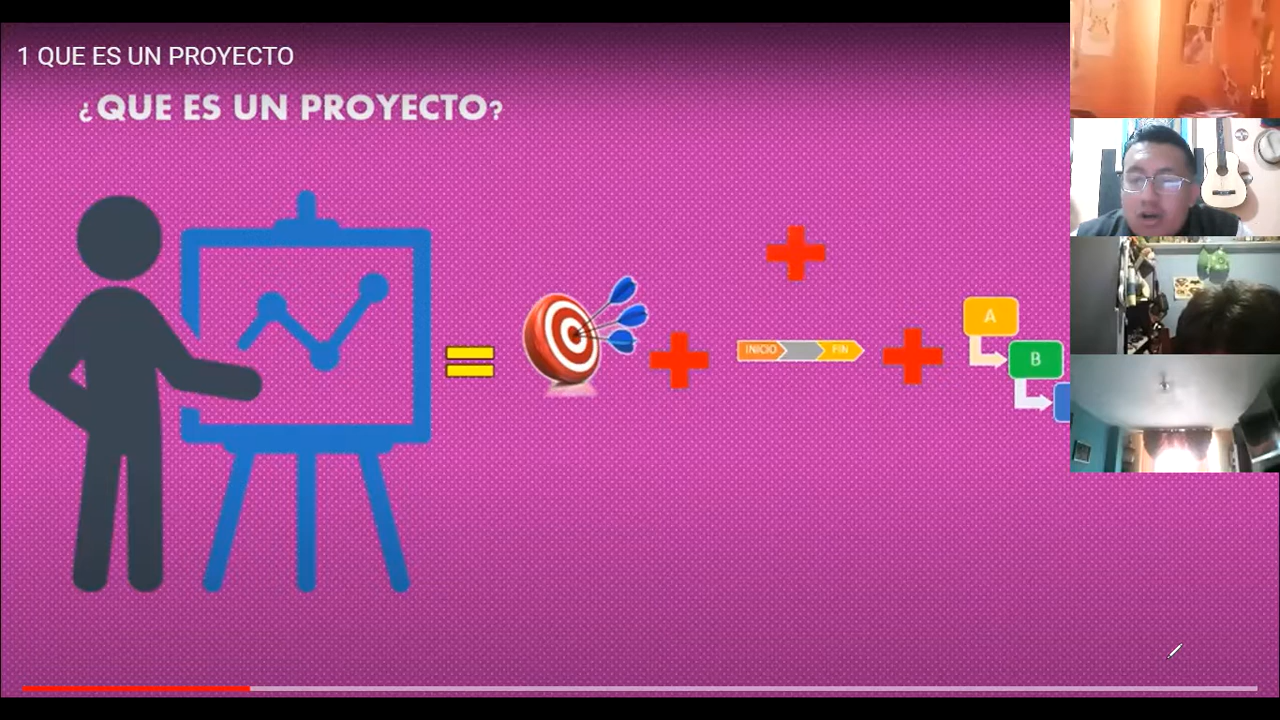 1 QUE ES UN PROYECTO
¿QUE ES UN PROYECTO?
INICIO FIN
A
B